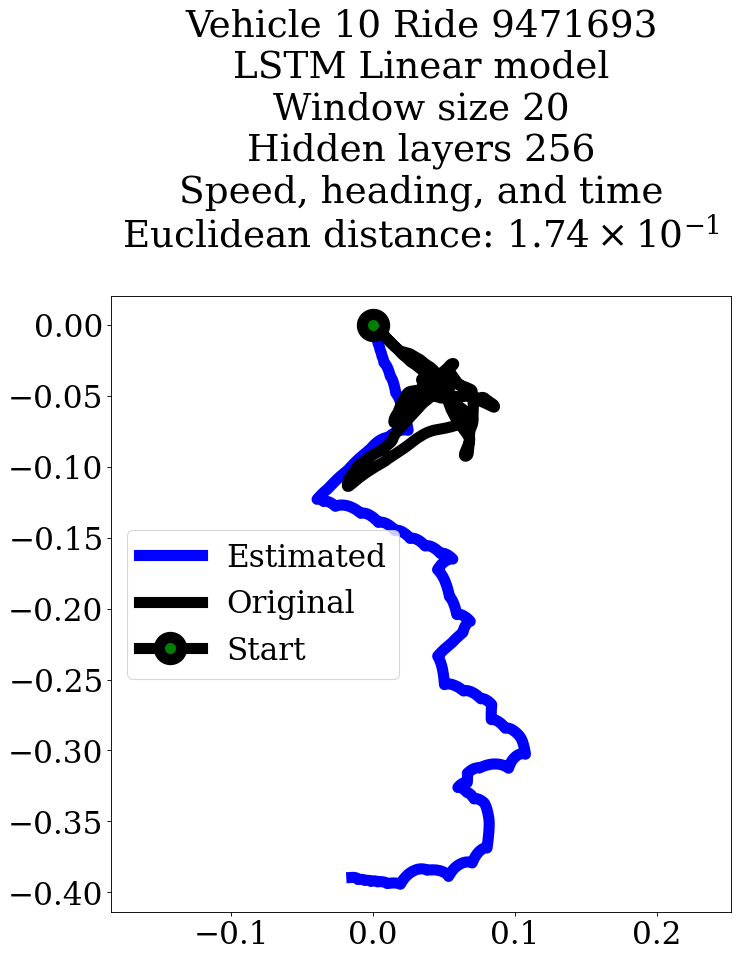 Vehicle 10 Ride 9471693
LSTM Linear model
Window size 20
Hidden layers 256
Speed, heading, and time
Euclidean distance: 1.74 × 10⁻¹
0.00
−0.05
−0.10
−0.15
−0.20
−0.25
−0.30
−0.35
−0.40
Estimated
Original
Start
−0.1 0.0 0.1 0.2